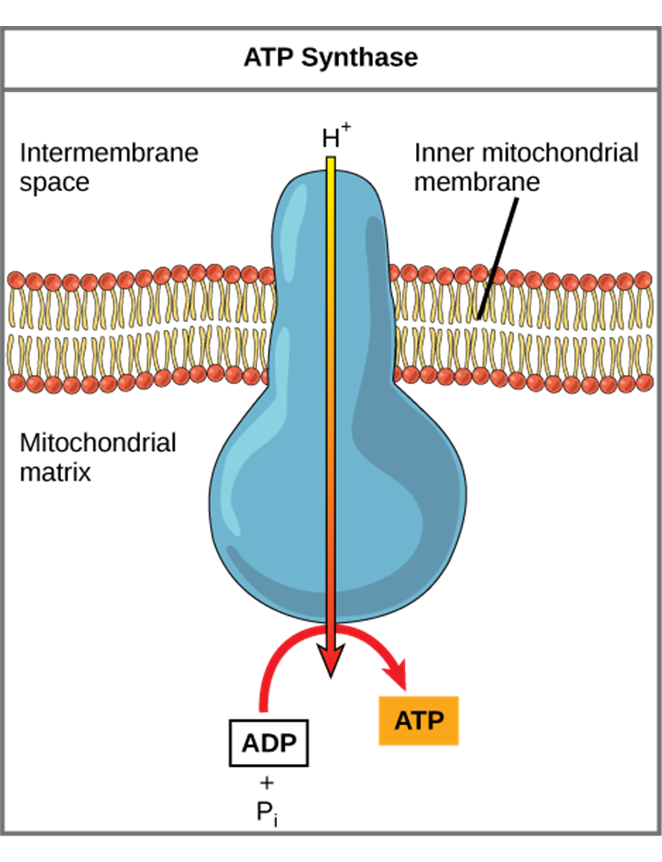 ATP Synthase
H⁺
Intermembrane
space
Inner mitochondrial
membrane
Mitochondrial
matrix
ADP
+
Pᵢ
ATP